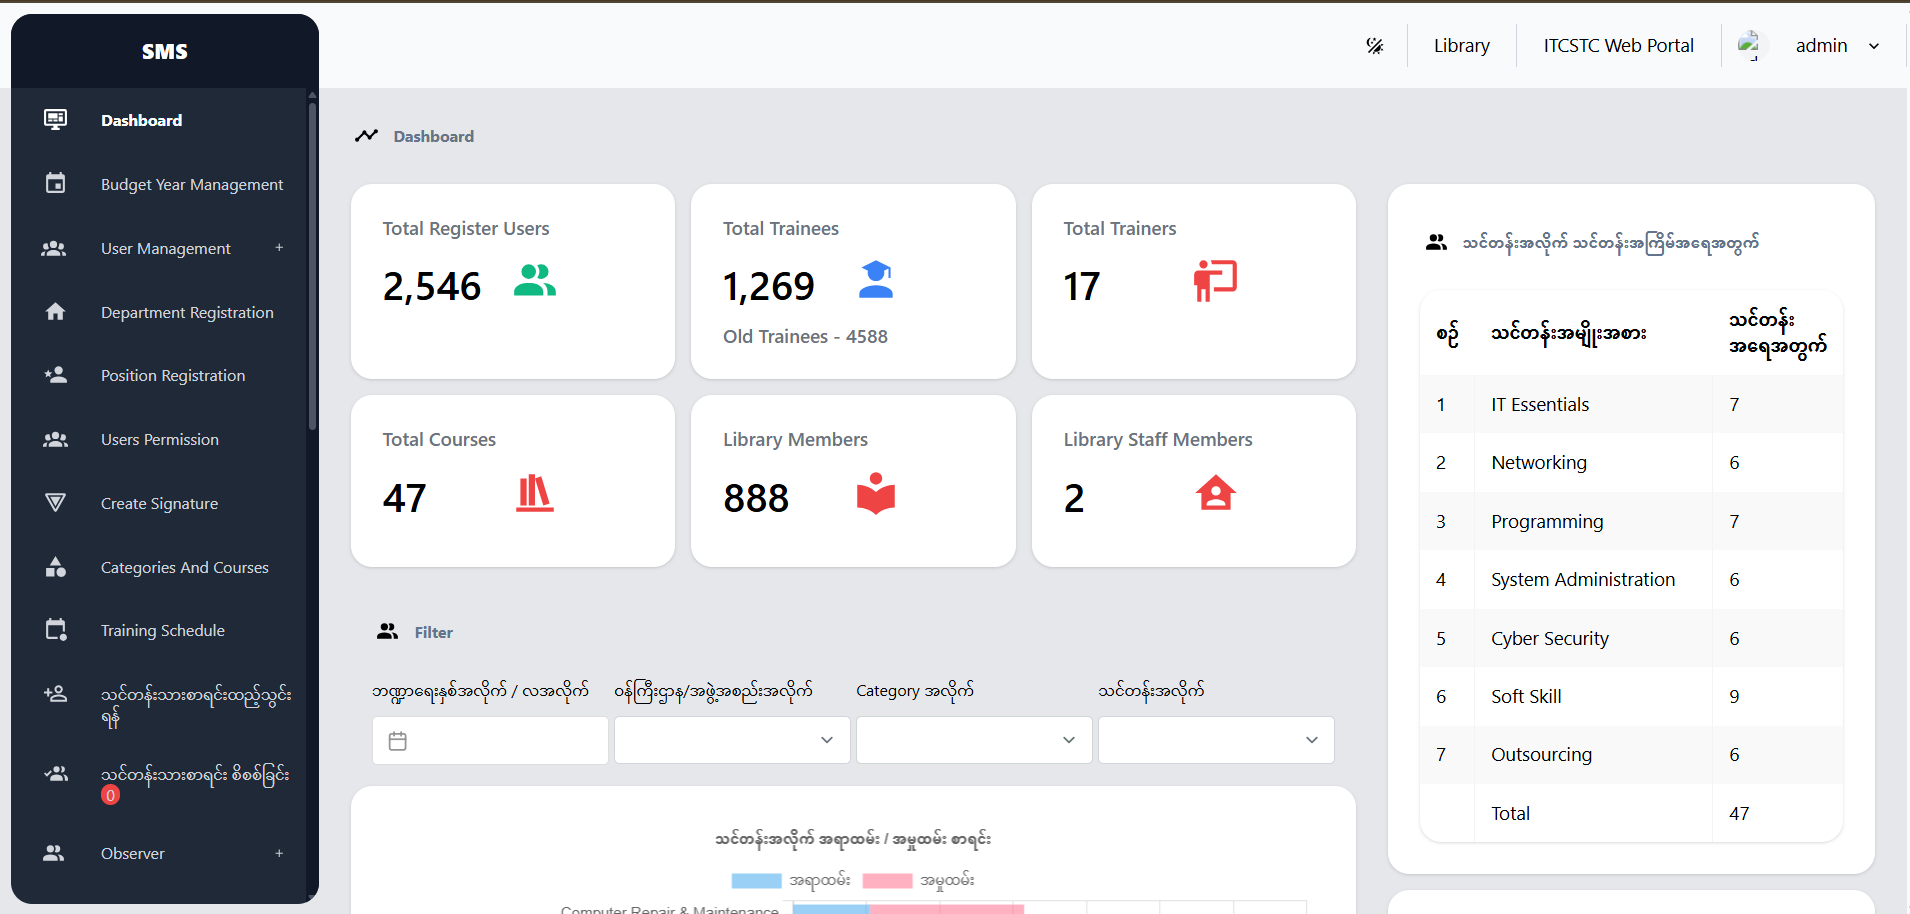 SMS
Library
ITCSTC Web Portal
admin
Dashboard
Budget Year Management
User Management +
Department Registration
Position Registration
Users Permission
Create Signature
Categories And Courses
Training Schedule
သင်တန်းသားစာရင်းထည့်သွင်း
ရန်
သင်တန်းသားစာရင်း စိစစ်ခြင်း
0
Observer +
Dashboard
Total Register Users
2,546
Total Trainees
1,269
Old Trainees - 4588
Total Trainers
17
Total Courses
47
Library Members
888
Library Staff Members
2
Filter
ဘဏ္ဍာရေးနှစ်အလိုက် / လအလိုက်
ဝန်ကြီးဌာန/အဖွဲ့အစည်းအလိုက်
Category အလိုက်
သင်တန်းအလိုက်
သင်တန်းအလိုက် အရာထမ်း / အမှုထမ်း စာရင်း
အရာထမ်း အမှုထမ်း
Computer Repair & Maintenance
သင်တန်းအလိုက် သင်တန်းအကြိမ်အရေအတွက်
စဉ် သင်တန်းအမျိုးအစား သင်တန်း
အရေအတွက်
1 IT Essentials 7
2 Networking 6
3 Programming 7
4 System Administration 6
5 Cyber Security 6
6 Soft Skill 9
7 Outsourcing 6
Total 47